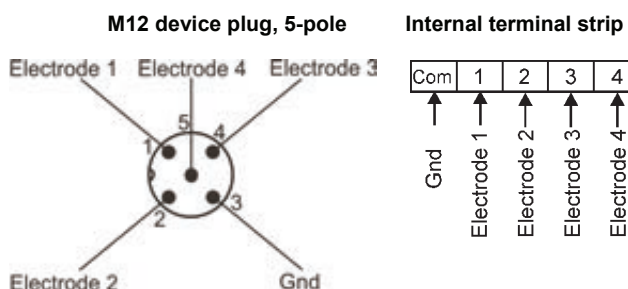 M12 device plug, 5-pole
Internal terminal strip
Electrode 1 Electrode 4 Electrode 3
5
1 4
2 3
Electrode 2 Gnd
Com 1 2 3 4
Gnd
Electrode 1
Electrode 2
Electrode 3
Electrode 4